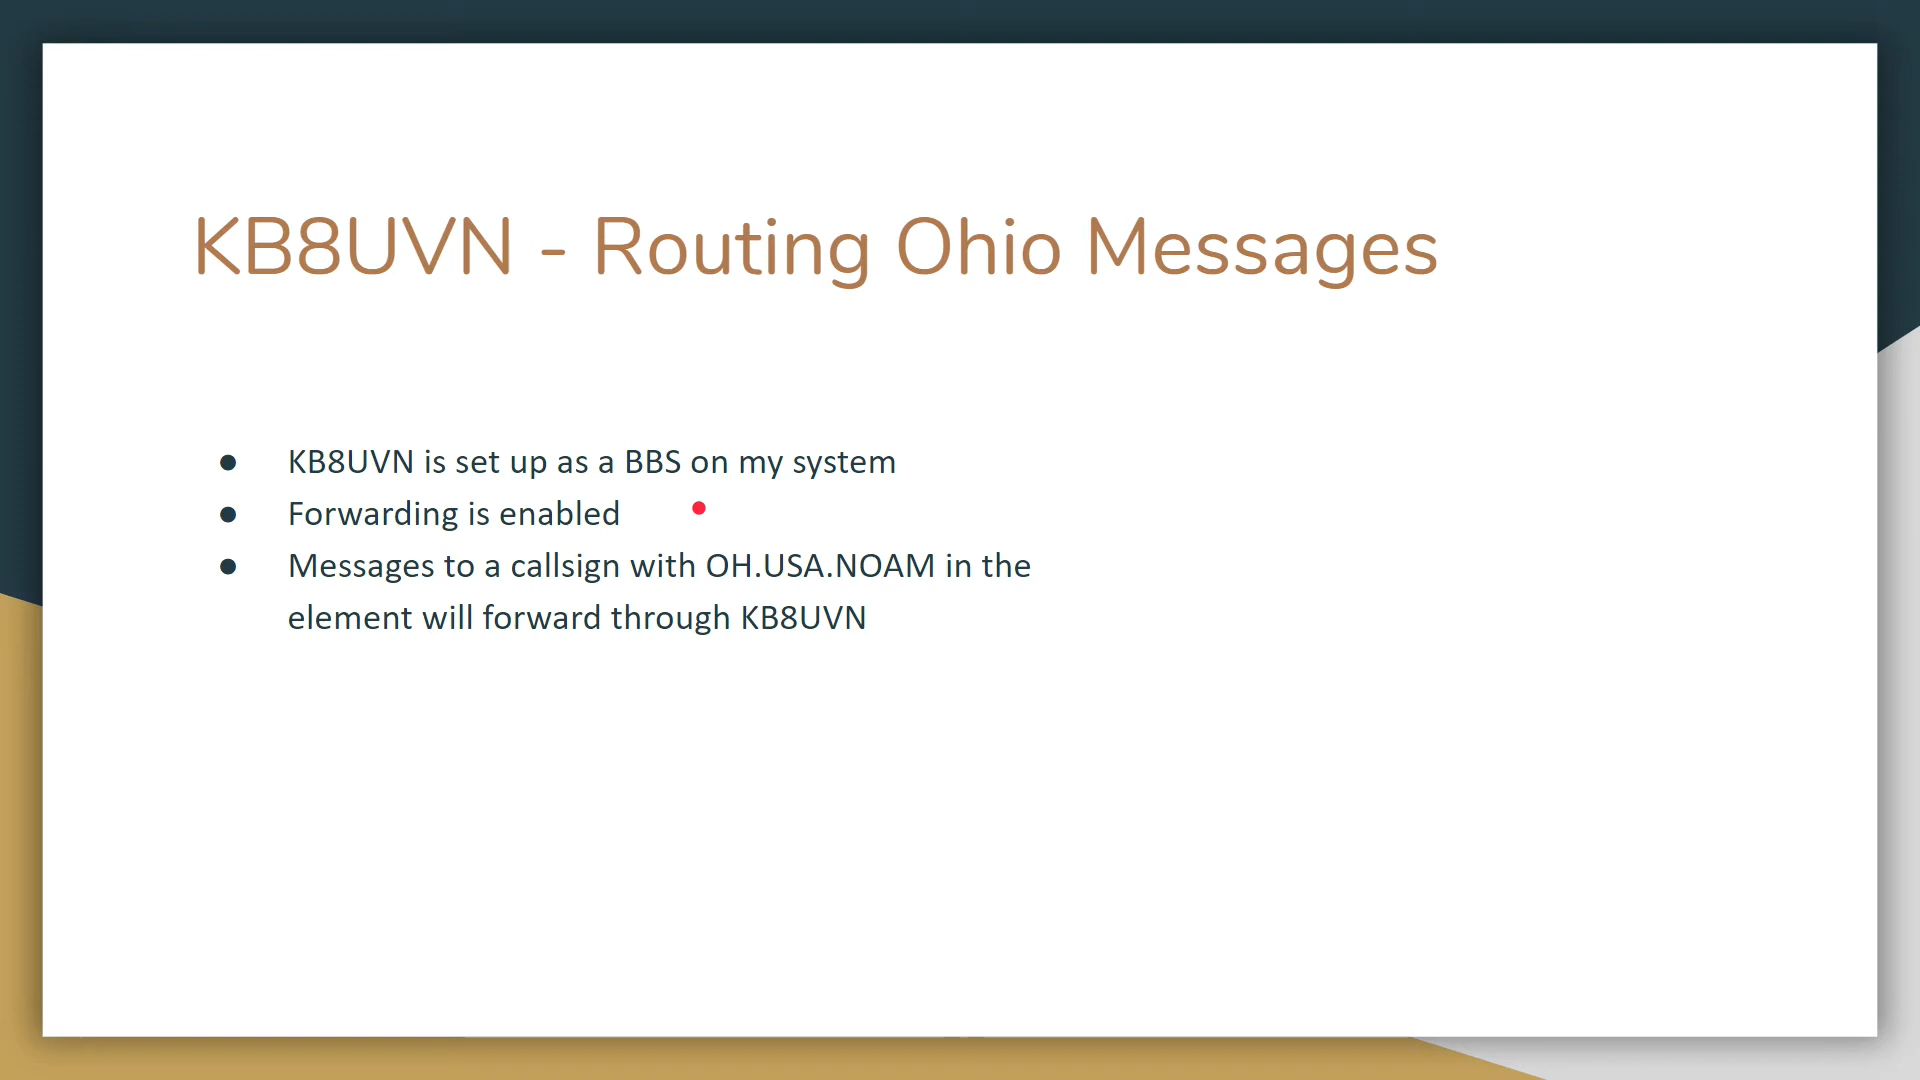 KB8UVN - Routing Ohio Messages
● KB8UVN is set up as a BBS on my system
● Forwarding is enabled
● Messages to a callsign with OH.USA.NOAM in the
element will forward through KB8UVN